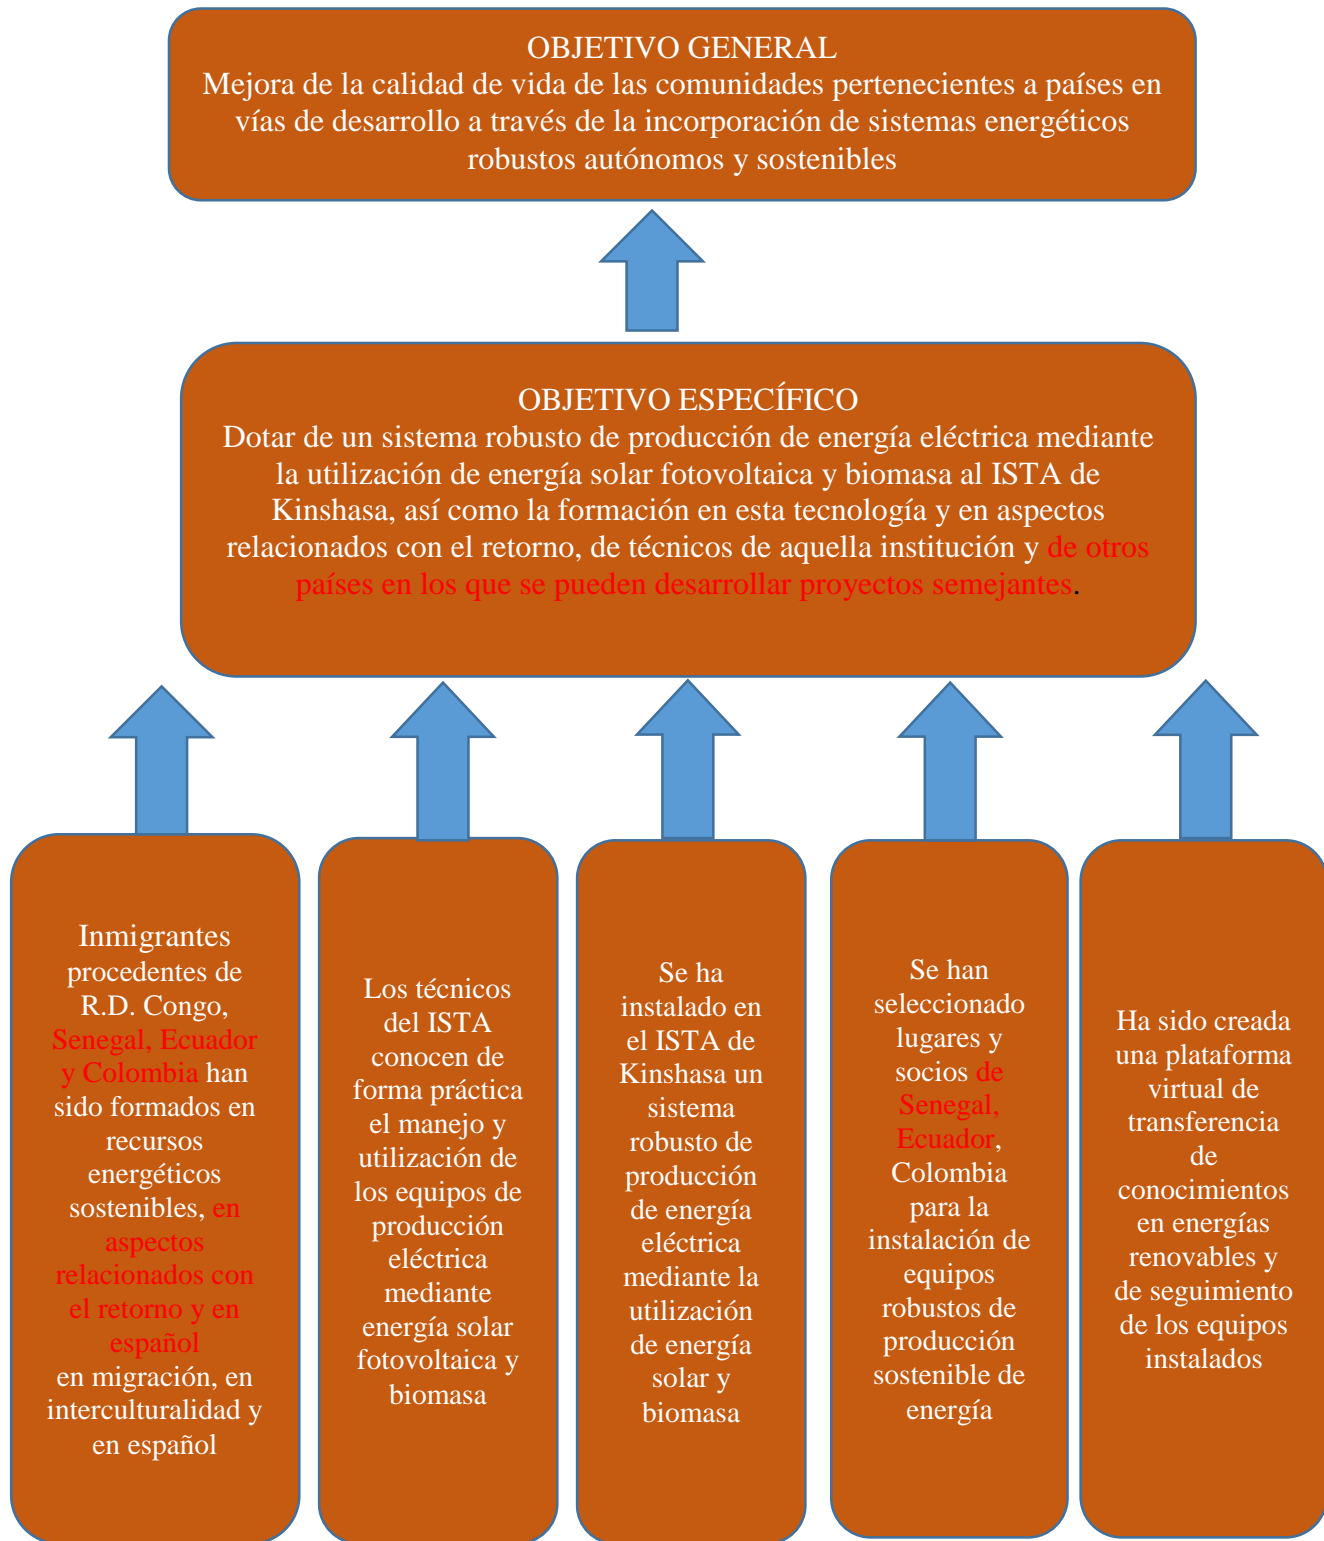 OBJETIVO GENERAL
Mejora de la calidad de vida de las comunidades pertenecientes a países en
vías de desarrollo a través de la incorporación de sistemas energéticos
robustos autónomos y sostenibles
OBJETIVO ESPECÍFICO
Dotar de un sistema robusto de producción de energía eléctrica mediante
la utilización de energía solar fotovoltaica y biomasa al ISTA de
Kinshasa, así como la formación en esta tecnología y en aspectos
relacionados con el retorno, de técnicos de aquella institución y de otros
países en los que se pueden desarrollar proyectos semejantes.
Inmigrantes
procedentes de
R.D. Congo,
Senegal, Ecuador
y Colombia han
sido formados en
recursos
energéticos
sostenibles, en
aspectos
relacionados con
el retorno y en
español
en migración, en
interculturalidad y
en español
Los técnicos
del ISTA
conocen de
forma práctica
el manejo y
utilización de
los equipos de
producción
eléctrica
mediante
energía solar
fotovoltaica y
biomasa
Se ha
instalado en
el ISTA de
Kinshasa un
sistema
robusto de
producción
de energía
eléctrica
mediante la
utilización
de energía
solar y
biomasa
Se han
seleccionado
lugares y
socios de
Senegal,
Ecuador,
Colombia
para la
instalación de
equipos
robustos de
producción
sostenible de
energía
Ha sido creada
una plataforma
virtual de
transferencia
de
conocimientos
en energías
renovables y
de seguimiento
de los equipos
instalados